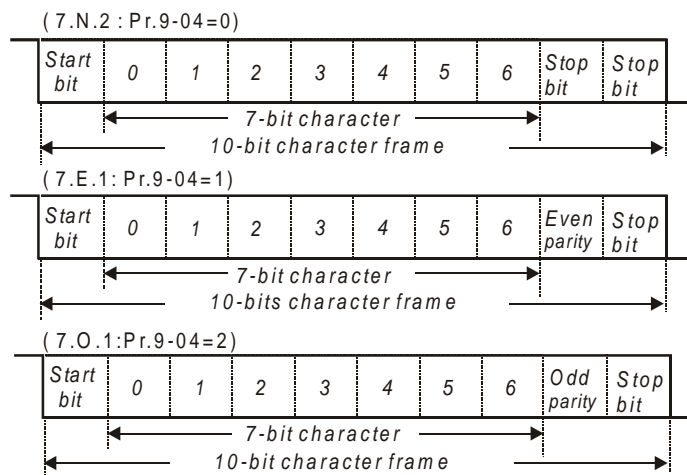 (7.N.2 : Pr.9-04=0)
Start bit 0 1 2 3 4 5 6 Stop bit Stop bit
7-bit character
10-bit character frame
(7.E.1: Pr.9-04=1)
Start bit 0 1 2 3 4 5 6 Even parity Stop bit
7-bit character
10-bits character frame
(7.O.1:Pr.9-04=2)
Start bit 0 1 2 3 4 5 6 Odd parity Stop bit
7-bit character
10-bit character frame